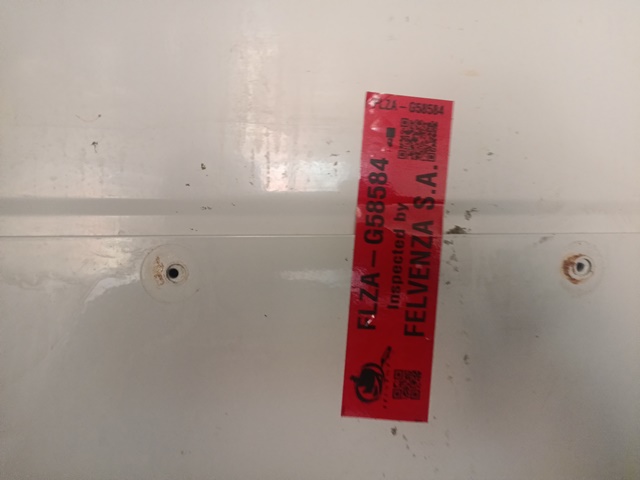 FLZA-G58584
FLZA-G58584
Inspected by
FELVENZA S.A.